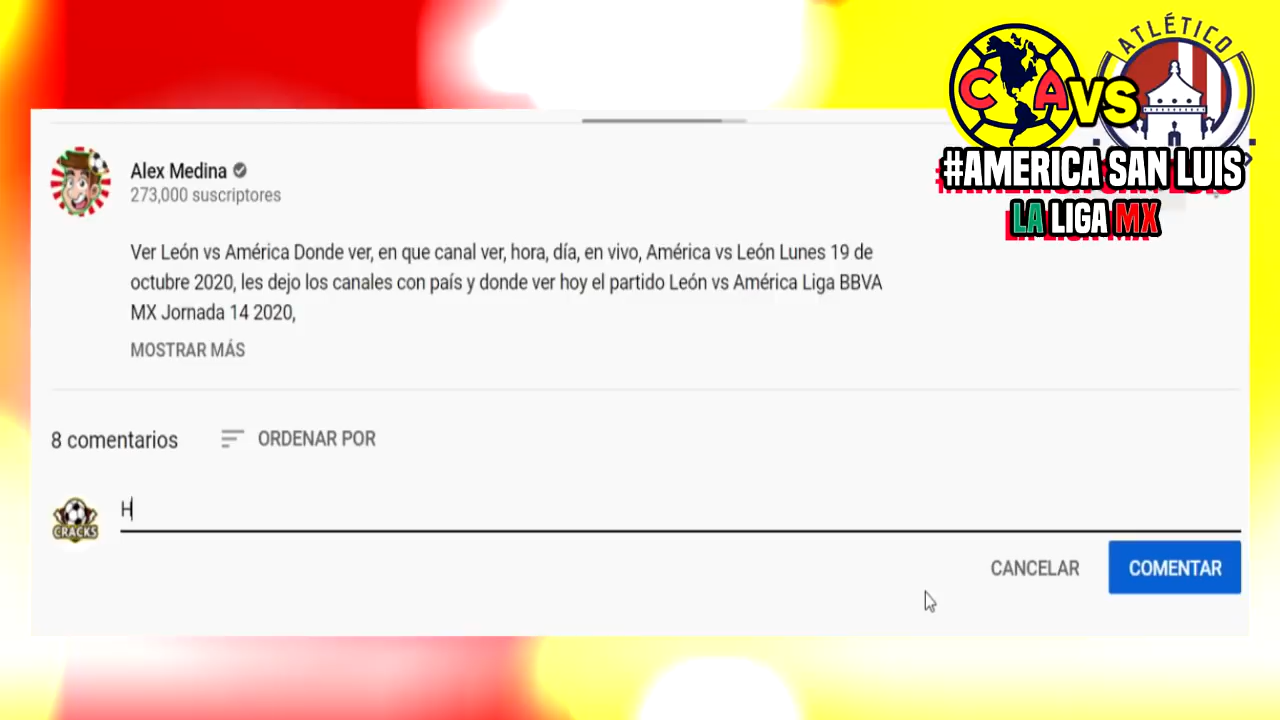 ATLÉTICO
CA VS
#AMERICA SAN LUIS
LA LIGA MX
Alex Medina
273,000 suscriptores
Ver León vs América Donde ver, en que canal ver, hora, día, en vivo, América vs León Lunes 19 de
octubre 2020, les dejo los canales con país y donde ver hoy el partido León vs América Liga BBVA
MX Jornada 14 2020,
MOSTRAR MÁS
8 comentarios ORDENAR POR
CRACKS
H
CANCELAR COMENTAR